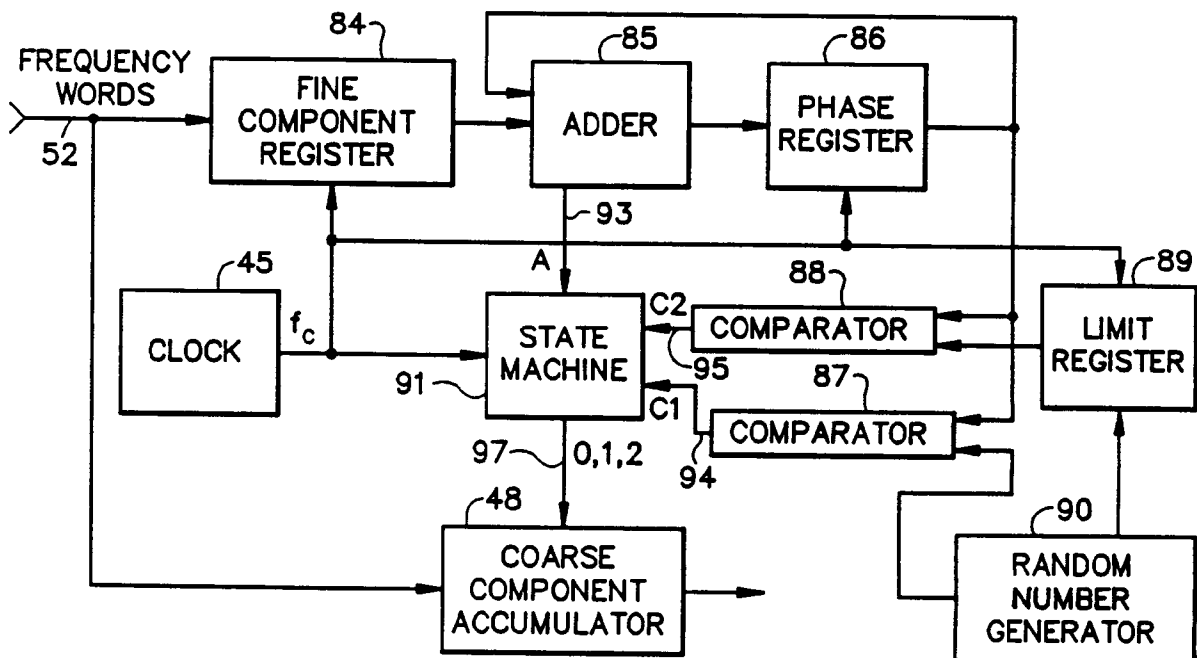 84
85
86
FREQUENCY
WORDS
52
FINE
COMPONENT
REGISTER
ADDER
PHASE
REGISTER
93
A
45
CLOCK
fc
91
STATE
MACHINE
C2
C1
88
COMPARATOR
95
87
COMPARATOR
94
89
LIMIT
REGISTER
97
0,1,2
48
COARSE
COMPONENT
ACCUMULATOR
90
RANDOM
NUMBER
GENERATOR